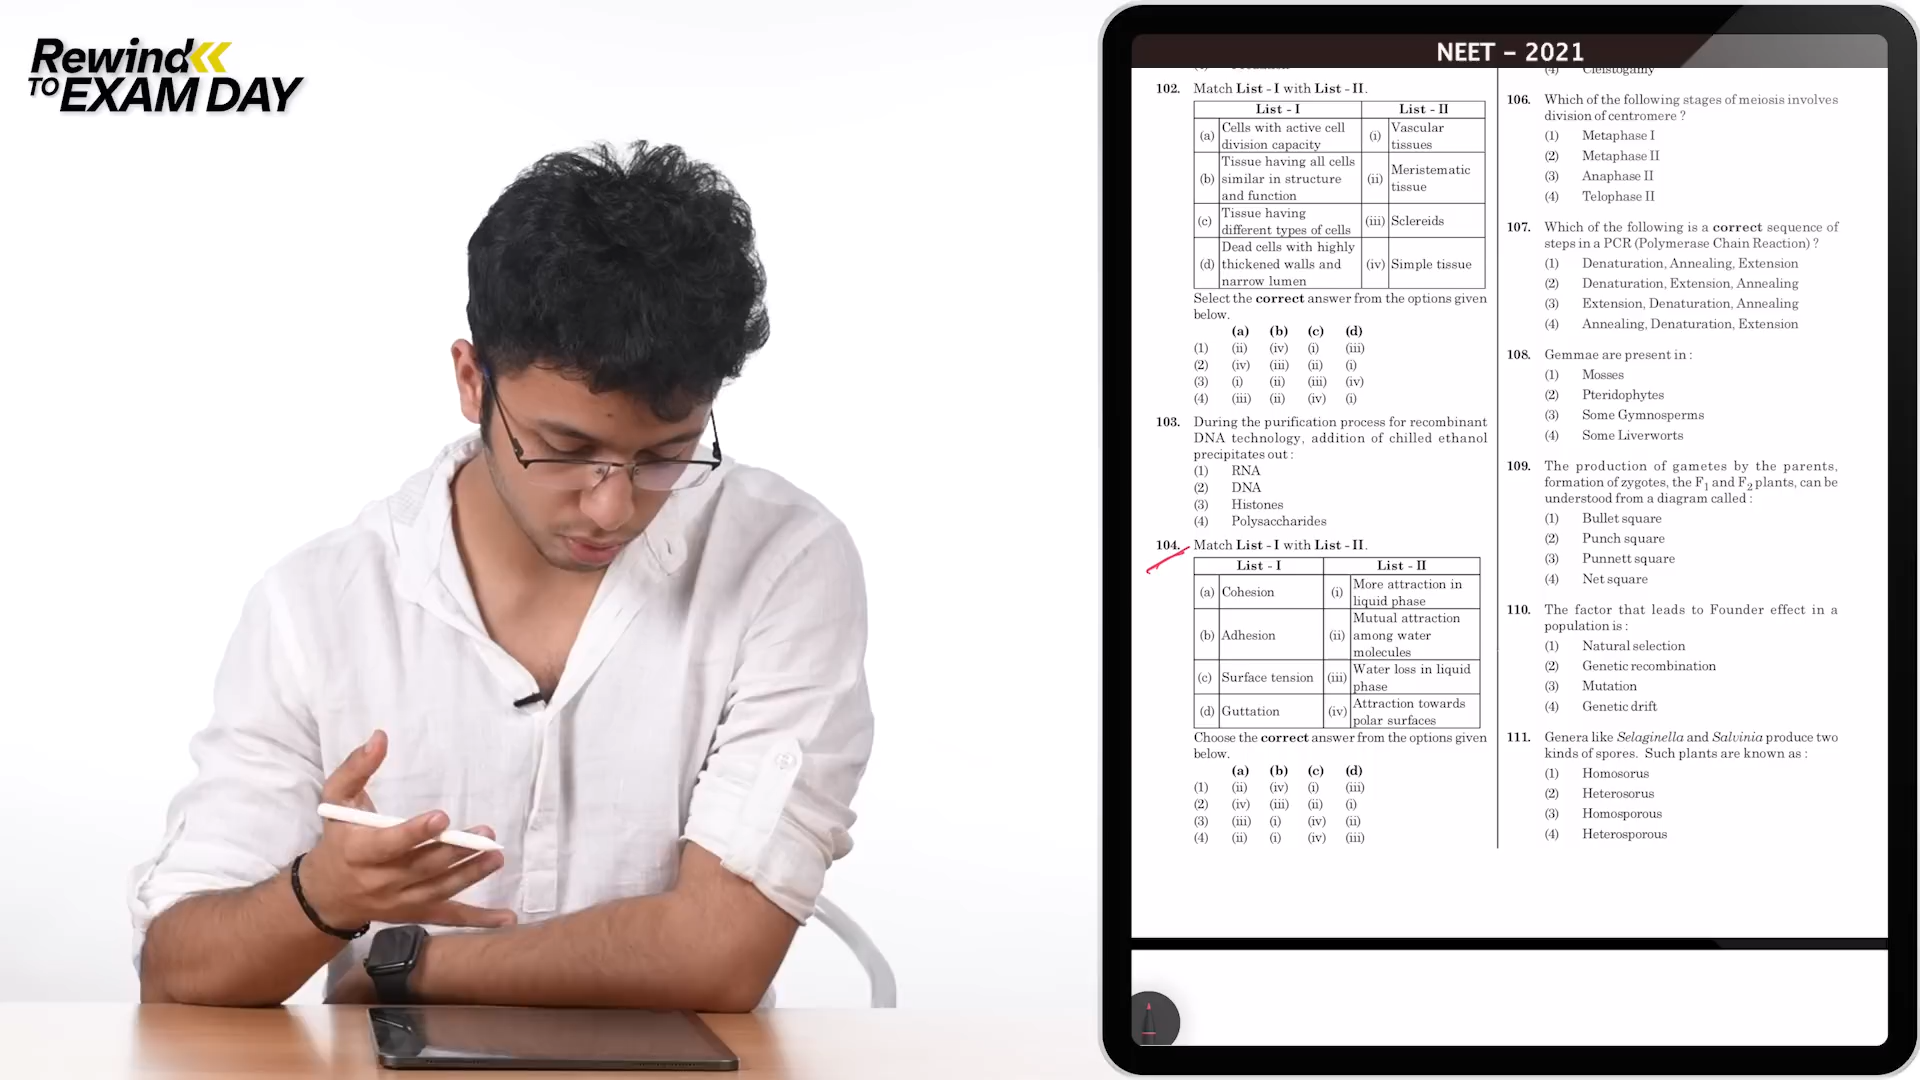 Rewind
TO EXAM DAY
NEET – 2021
102. Match List - I with List - II.
List - I List - II
(a) Cells with active cell division capacity (i) Vascular tissues
(b) Tissue having all cells similar in structure and function (ii) Meristematic tissue
(c) Tissue having different types of cells (iii) Sclereids
(d) Dead cells with highly thickened walls and narrow lumen (iv) Simple tissue
Select the correct answer from the options given
below.
(a) (b) (c) (d)
(1) (ii) (iv) (i) (iii)
(2) (iv) (iii) (ii) (i)
(3) (i) (ii) (iii) (iv)
(4) (iii) (ii) (iv) (i)
103. During the purification process for recombinant
DNA technology, addition of chilled ethanol
precipitates out :
(1) RNA
(2) DNA
(3) Histones
(4) Polysaccharides
104. Match List - I with List - II.
List - I List - II
(a) Cohesion (i) More attraction in liquid phase
(b) Adhesion (ii) Mutual attraction among water molecules
(c) Surface tension (iii) Water loss in liquid phase
(d) Guttation (iv) Attraction towards polar surfaces
Choose the correct answer from the options given
below.
(a) (b) (c) (d)
(1) (ii) (iv) (i) (iii)
(2) (iv) (iii) (ii) (i)
(3) (iii) (i) (iv) (ii)
(4) (ii) (i) (iv) (iii)
(4) Cleistogamy
106. Which of the following stages of meiosis involves
division of centromere ?
(1) Metaphase I
(2) Metaphase II
(3) Anaphase II
(4) Telophase II
107. Which of the following is a correct sequence of
steps in a PCR (Polymerase Chain Reaction) ?
(1) Denaturation, Annealing, Extension
(2) Denaturation, Extension, Annealing
(3) Extension, Denaturation, Annealing
(4) Annealing, Denaturation, Extension
108. Gemmae are present in :
(1) Mosses
(2) Pteridophytes
(3) Some Gymnosperms
(4) Some Liverworts
109. The production of gametes by the parents,
formation of zygotes, the F1 and F2 plants, can be
understood from a diagram called :
(1) Bullet square
(2) Punch square
(3) Punnett square
(4) Net square
110. The factor that leads to Founder effect in a
population is :
(1) Natural selection
(2) Genetic recombination
(3) Mutation
(4) Genetic drift
111. Genera like Selaginella and Salvinia produce two
kinds of spores. Such plants are known as :
(1) Homosorus
(2) Heterosorus
(3) Homosporous
(4) Heterosporous